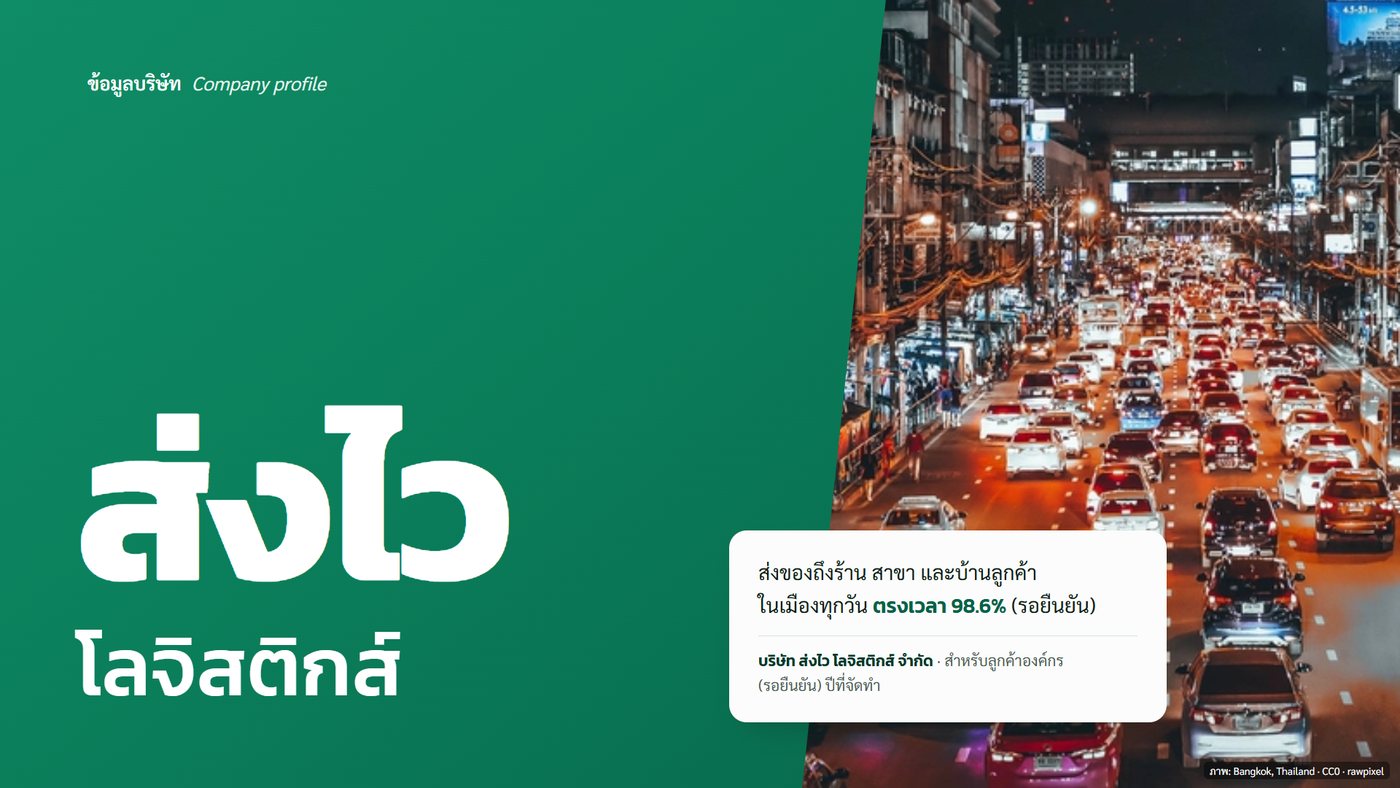 ข้อมูลบริษัท Company profile
ส่งไว
โลจิสติกส์
ส่งของถึงร้าน สาขา และบ้านลูกค้า
ในเมืองทุกวัน ตรงเวลา 98.6% (รอยืนยัน)
บริษัท ส่งไว โลจิสติกส์ จำกัด · สำหรับลูกค้าองค์กร
(รอยืนยัน) ปีที่จัดทำ
ภาพ: Bangkok, Thailand · CC0 · rawpixel